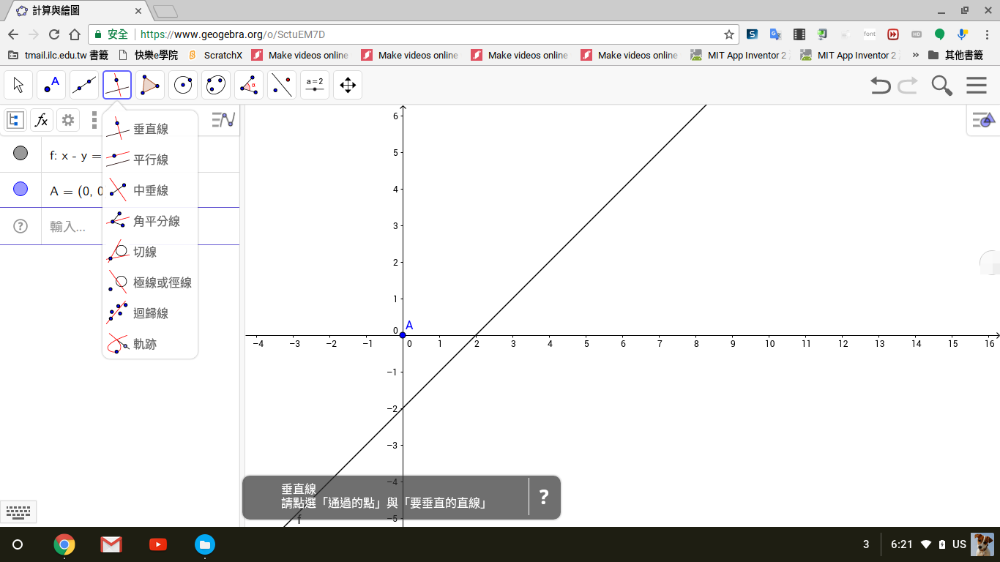 計算與繪圖
安全 https://www.geogebra.org/o/SctuEM7D
tmail.ilc.edu.tw 書籤 快樂e學院 ScratchX Make videos online Make videos online Make videos online Make videos online MIT App Inventor 2 MIT App Inventor 2 » 其他書籤
A α a=2
fx
垂直線
平行線
中垂線
角平分線
切線
極線或徑線
迴歸線
軌跡
f: x - y =
A = (0, 0
輸入...
6
5
4
3
2
1
0
A
−4 −3 −2 −1 0 1 2 3 4 5 6 7 8 9 10 11 12 13 14 15 16
−1
−2
−3
−4
−5
f
垂直線
請點選「通過的點」與「要垂直的直線」
?
3 6:21 US